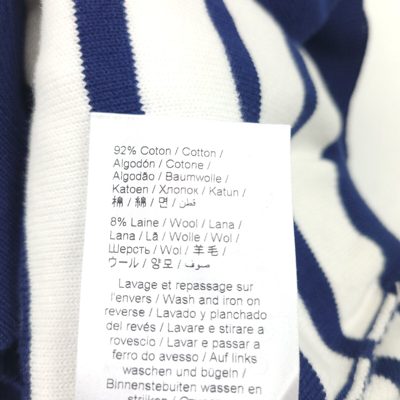 92% Coton / Cotton /
Algodón / Cotone /
Algodão / Baumwolle /
Katoen / Хлопок / Katun /
棉 / 綿 / 면 / قطن /
8% Laine / Wool / Lana /
Lana / Lã / Wolle / Wol /
Шерсть / Wol / 羊毛 /
ウール / 양모 / صوف /
Lavage et repassage sur
l'envers / Wash and iron on
reverse / Lavado y planchado
del revés / Lavare e stirare a
rovescio / Lavar e passar a
ferro do avesso / Auf links
waschen und bügeln /
Binnenstebuiten wassen en
strijken /